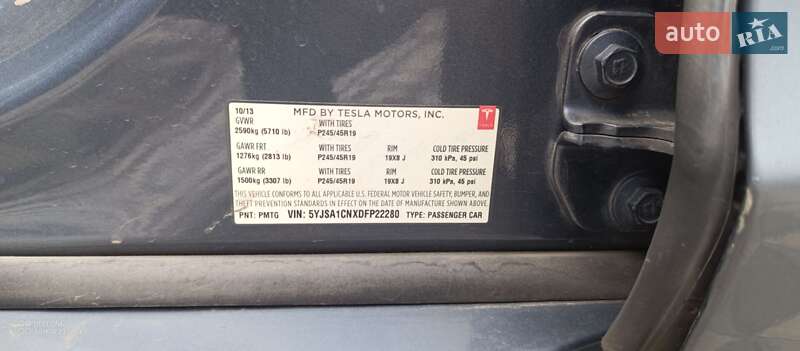 auto RIA
10/13 MFD BY TESLA MOTORS, INC.
GVWR WITH TIRES
2590kg (5710 lb) P245/45R19
GAWR FRT WITH TIRES RIM COLD TIRE PRESSURE
1276kg (2813 lb) P245/45R19 19X8 J 310 kPa, 45 psi
GAWR RR WITH TIRES RIM COLD TIRE PRESSURE
1500kg (3307 lb) P245/45R19 19X8 J 310 kPa, 45 psi
THIS VEHICLE CONFORMS TO ALL APPLICABLE U.S. FEDERAL MOTOR VEHICLE SAFETY, BUMPER, AND
THEFT PREVENTION STANDARDS IN EFFECT ON THE DATE OF MANUFACTURE SHOWN ABOVE.
PNT: PMTG VIN: 5YJSA1CNXDFP22280 TYPE: PASSENGER CAR